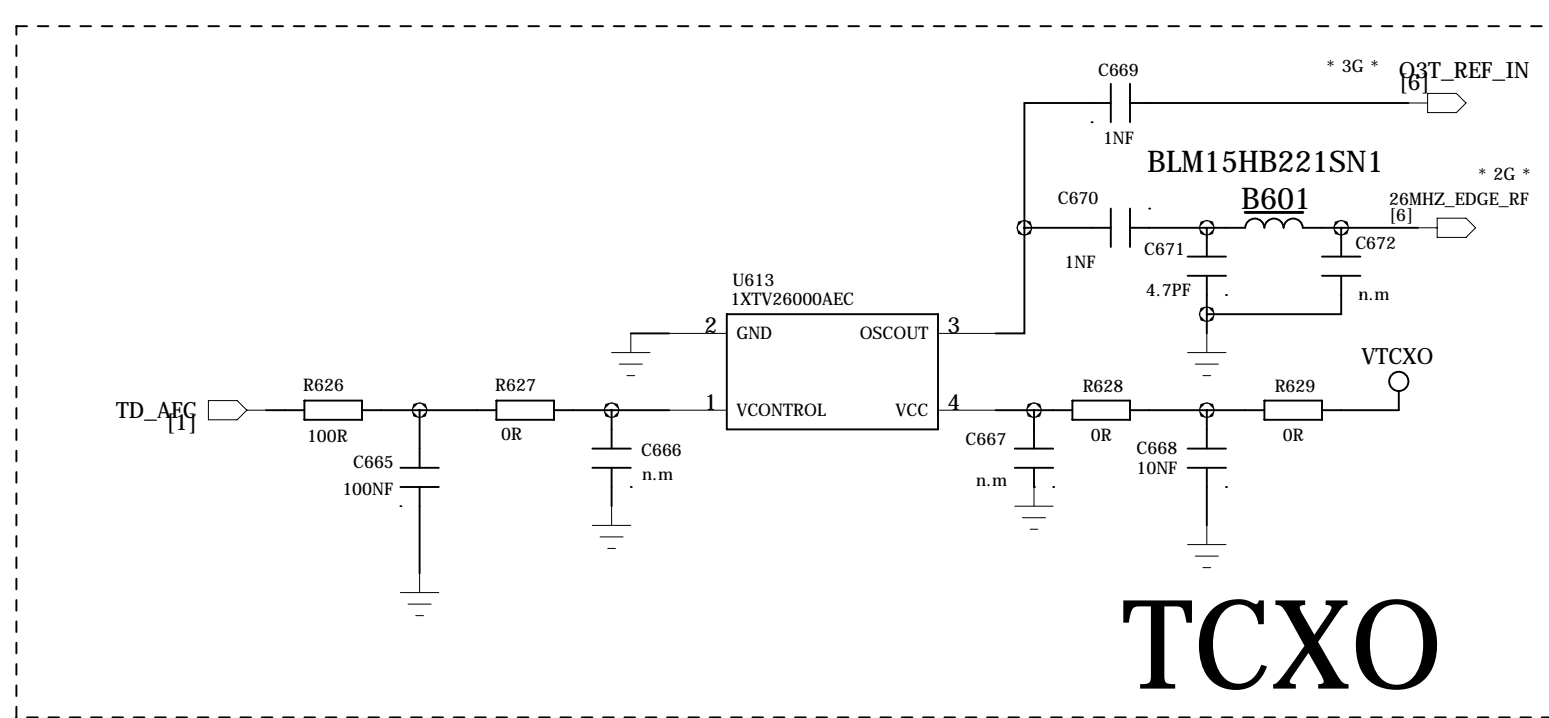 C669
* 3G * O3T_REF_IN
[6]
1NF
BLM15HB221SN1
* 2G *
C670
B601
26MHZ_EDGE_RF
[6]
C671
C672
1NF
4.7PF
n.m
U613
1XTV26000AEC
2 GND OSCOUT 3
VTCXO
R626
R627
R628
R629
TD_AFC
[1]
1 VCONTROL VCC 4
100R
0R
0R
0R
C665
100NF
C666
n.m
C667
n.m
C668
10NF
TCXO